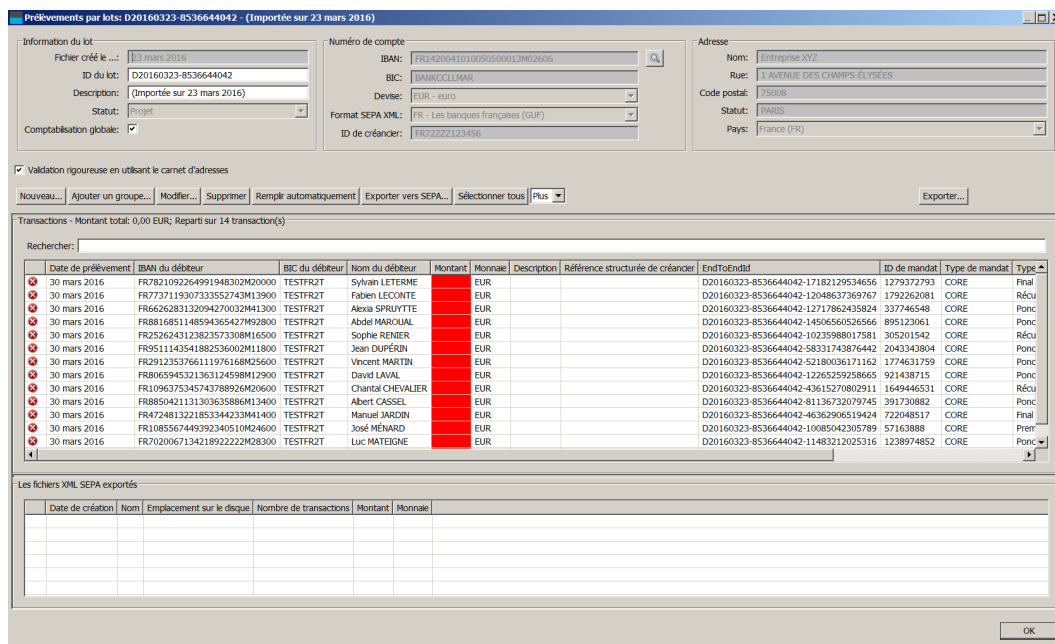 Prélèvements par lots: D20160323-8536644042 - (Importée sur 23 mars 2016)
Information du lot
Fichier créé le ...: 23 mars 2016
ID du lot: D20160323-8536644042
Description: (Importée sur 23 mars 2016)
Statut: Projet
Comptabilisation globale:
Numéro de compte
IBAN: FR1420041010050500013M02606
BIC: BANKCCLLMAR
Devise: EUR - euro
Format SEPA XML: FR - Les banques françaises (GUF)
ID de créancier: FR72ZZZ123456
Adresse
Nom: Entreprise XYZ
Rue: 1 AVENUE DES CHAMPS-ÉLYSÉES
Code postal: 75008
Statut: PARIS
Pays: France (FR)
Validation rigoureuse en utilisant le carnet d'adresses
Nouveau... Ajouter un groupe... Modifier... Supprimer Remplir automatiquement Exporter vers SEPA... Sélectionner tous Plus Exporter...
Transactions - Montant total: 0,00 EUR; Reparti sur 14 transaction(s)
Rechercher:
Date de prélèvement IBAN du débiteur BIC du débiteur Nom du débiteur Montant Monnaie Description Référence structurée de créancier EndToEndId ID de mandat Type de mandat Type
30 mars 2016 FR7821092264991948302M20000 TESTFR2T Sylvain LETERME EUR D20160323-8536644042-17182129534656 1279372793 CORE Final
30 mars 2016 FR7737119307333552743M13900 TESTFR2T Fabien LECONTE EUR D20160323-8536644042-12048637369767 1792262081 CORE Récu
30 mars 2016 FR6626283132094270032M41300 TESTFR2T Alexia SPRUYTTE EUR D20160323-8536644042-12717862435824 337746548 CORE Ponc
30 mars 2016 FR8816851148594365427M92800 TESTFR2T Abdel MAROUAL EUR D20160323-8536644042-14506560526566 895123061 CORE Ponc
30 mars 2016 FR2526243123823573308M16500 TESTFR2T Sophie RENIER EUR D20160323-8536644042-10235988017581 305201542 CORE Récu
30 mars 2016 FR9511143541882536002M11800 TESTFR2T Jean DUPÉRIN EUR D20160323-8536644042-58331743876442 2043343804 CORE Ponc
30 mars 2016 FR2912353766111976168M25600 TESTFR2T Vincent MARTIN EUR D20160323-8536644042-52180036171162 1774631759 CORE Ponc
30 mars 2016 FR8065945321363124598M12900 TESTFR2T David LAVAL EUR D20160323-8536644042-12265259258665 921438715 CORE Ponc
30 mars 2016 FR1096375345743788926M20600 TESTFR2T Chantal CHEVALIER EUR D20160323-8536644042-43615270802911 1649446531 CORE Récu
30 mars 2016 FR8850421131303635886M13400 TESTFR2T Albert CASSEL EUR D20160323-8536644042-81136732079745 391730882 CORE Ponc
30 mars 2016 FR4724813221853344233M41400 TESTFR2T Manuel JARDIN EUR D20160323-8536644042-46362906519424 722048517 CORE Final
30 mars 2016 FR1085567449392340510M24600 TESTFR2T José MÉNARD EUR D20160323-8536644042-10085042305789 57163888 CORE Prem
30 mars 2016 FR7020067134218922222M28300 TESTFR2T Luc MATEIGNE EUR D20160323-8536644042-11483212025316 1238974852 CORE Ponc
Les fichiers XML SEPA exportés
Date de création Nom Emplacement sur le disque Nombre de transactions Montant Monnaie
OK